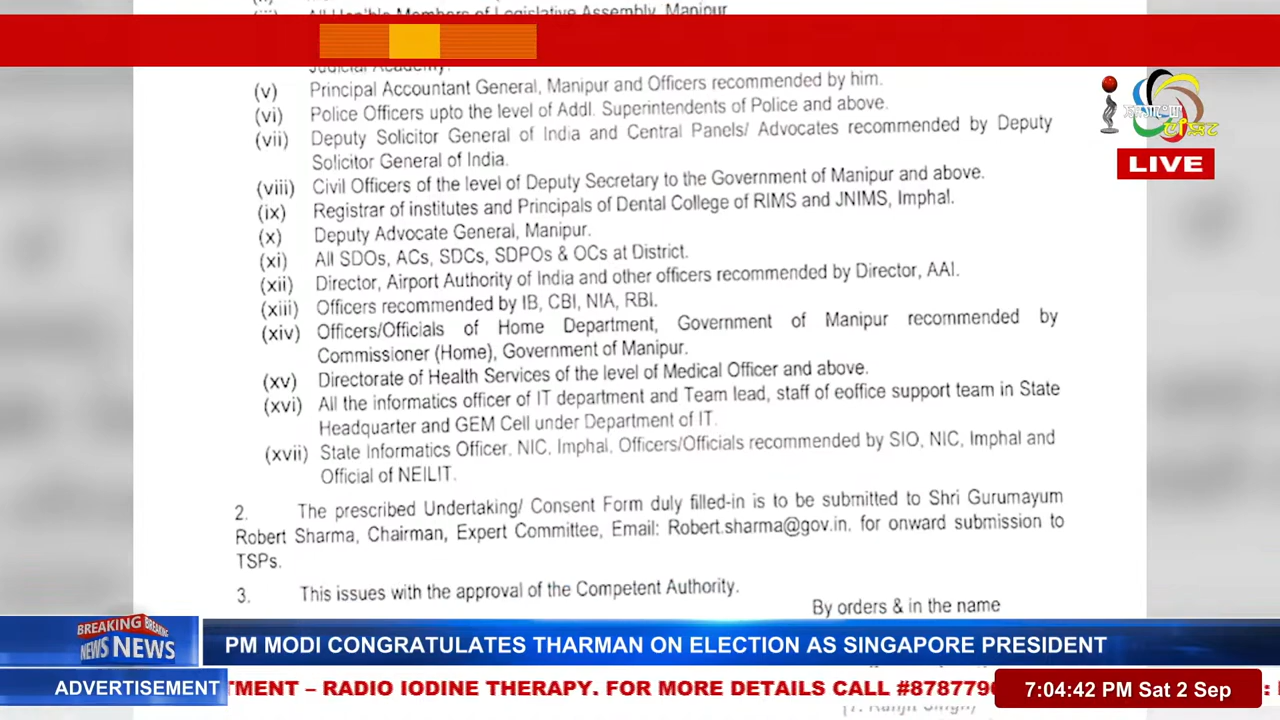 All Hon'ble Members of Legislative Assembly, Manipur
Judicial Academy.
(v) Principal Accountant General, Manipur and Officers recommended by him.
(vi) Police Officers upto the level of Addl. Superintendents of Police and above.
(vii) Deputy Solicitor General of India and Central Panels/ Advocates recommended by Deputy
Solicitor General of India.
(viii) Civil Officers of the level of Deputy Secretary to the Government of Manipur and above.
(ix) Registrar of institutes and Principals of Dental College of RIMS and JNIMS, Imphal.
(x) Deputy Advocate General, Manipur.
(xi) All SDOs, ACs, SDCs, SDPOs & OCs at District.
(xii) Director, Airport Authority of India and other officers recommended by Director, AAI.
(xiii) Officers recommended by IB, CBI, NIA, RBI.
(xiv) Officers/Officials of Home Department, Government of Manipur recommended by
Commissioner (Home), Government of Manipur.
(xv) Directorate of Health Services of the level of Medical Officer and above.
(xvi) All the informatics officer of IT department and Team lead, staff of eoffice support team in State
Headquarter and GEM Cell under Department of IT.
(xvii) State Informatics Officer, NIC, Imphal, Officers/Officials recommended by SIO, NIC, Imphal and
Official of NEILIT.
2. The prescribed Undertaking/ Consent Form duly filled-in is to be submitted to Shri Gurumayum
Robert Sharma, Chairman, Expert Committee, Email: Robert.sharma@gov.in. for onward submission to
TSPs.
3. This issues with the approval of the Competent Authority.
By orders & in the name
LIVE
BREAKING BREAKING
NEWS NEWS
PM MODI CONGRATULATES THARMAN ON ELECTION AS SINGAPORE PRESIDENT
ADVERTISEMENT
TMENT – RADIO IODINE THERAPY. FOR MORE DETAILS CALL #878779
7:04:42 PM Sat 2 Sep